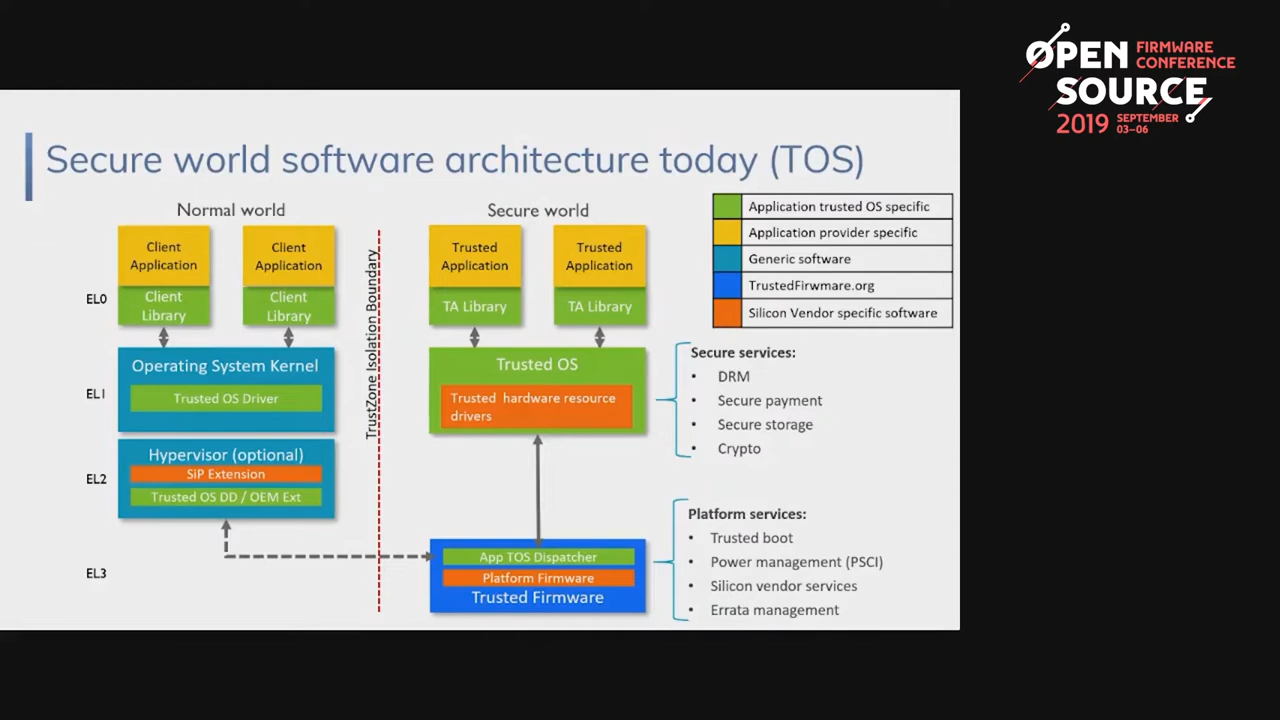 OPEN
SOURCE
FIRMWARE
CONFERENCE
2019
SEPTEMBER
03–06
Secure world software architecture today (TOS)
Normal world
Secure world
Client
Application
Client
Application
Client
Library
Client
Library
EL0
Operating System Kernel
Trusted OS Driver
EL1
Hypervisor (optional)
SiP Extension
Trusted OS DD / OEM Ext
EL2
EL3
TrustZone Isolation Boundary
Trusted
Application
Trusted
Application
TA Library
TA Library
Trusted OS
Trusted hardware resource
drivers
App TOS Dispatcher
Platform Firmware
Trusted Firmware
Application trusted OS specific
Application provider specific
Generic software
TrustedFirwmare.org
Silicon Vendor specific software
Secure services:
• DRM
• Secure payment
• Secure storage
• Crypto
Platform services:
• Trusted boot
• Power management (PSCI)
• Silicon vendor services
• Errata management